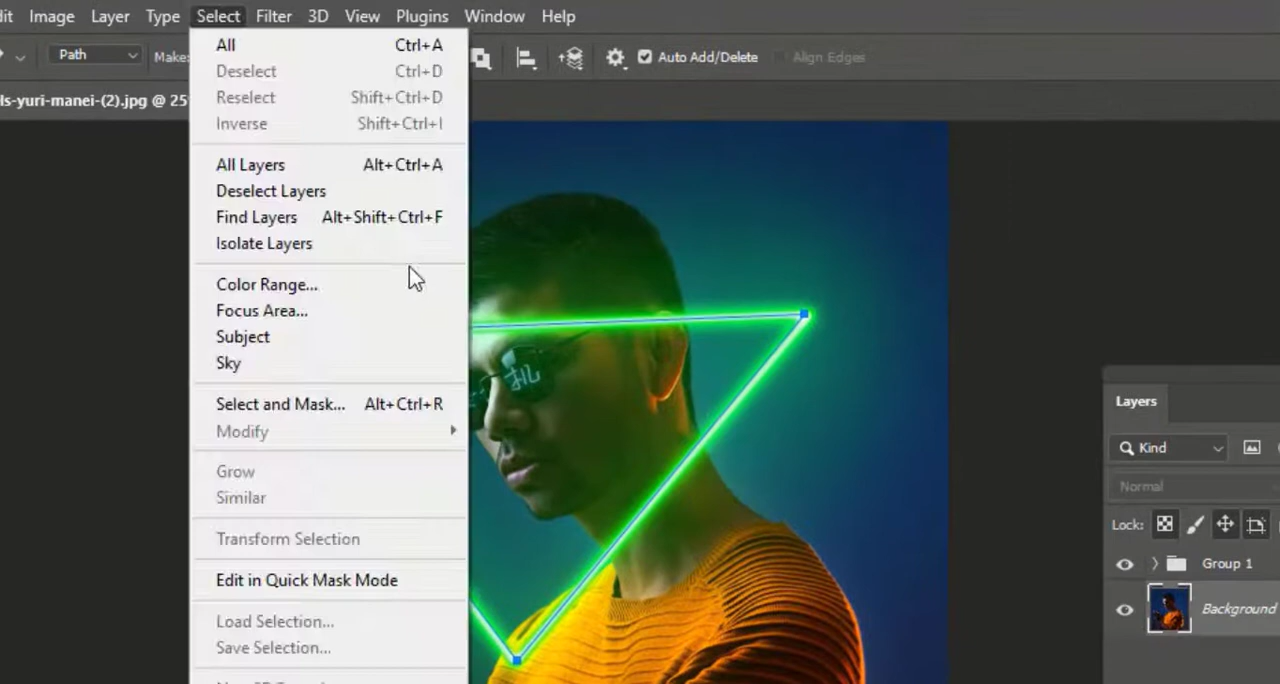 dit Image Layer Type Select Filter 3D View Plugins Window Help
Path Make: Auto Add/Delete Align Edges
ls-yuri-manei-(2).jpg @ 25
All Ctrl+A
Deselect Ctrl+D
Reselect Shift+Ctrl+D
Inverse Shift+Ctrl+I
All Layers Alt+Ctrl+A
Deselect Layers
Find Layers Alt+Shift+Ctrl+F
Isolate Layers
Color Range...
Focus Area...
Subject
Sky
Select and Mask... Alt+Ctrl+R
Modify
Grow
Similar
Transform Selection
Edit in Quick Mask Mode
Load Selection...
Save Selection...
Layers
Kind
Normal
Lock:
Group 1
Background